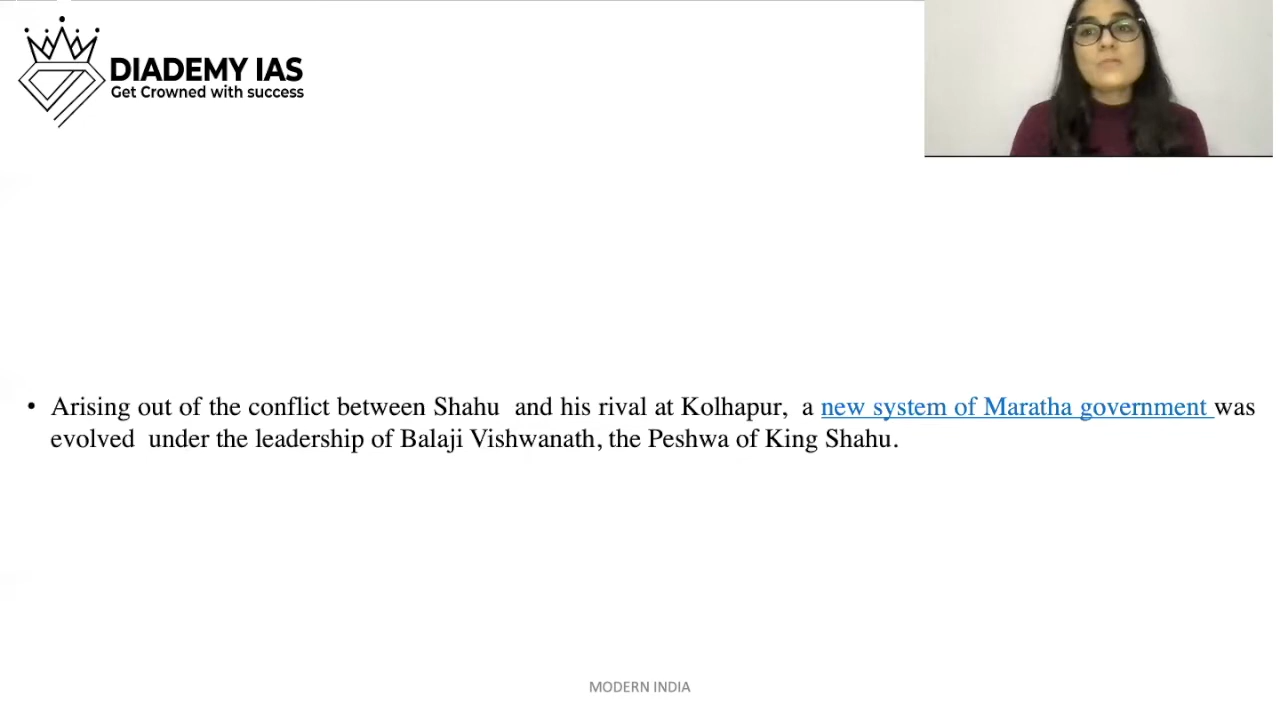 DIADEMY IAS
Get Crowned with success
• Arising out of the conflict between Shahu and his rival at Kolhapur, a new system of Maratha government was
evolved under the leadership of Balaji Vishwanath, the Peshwa of King Shahu.
MODERN INDIA